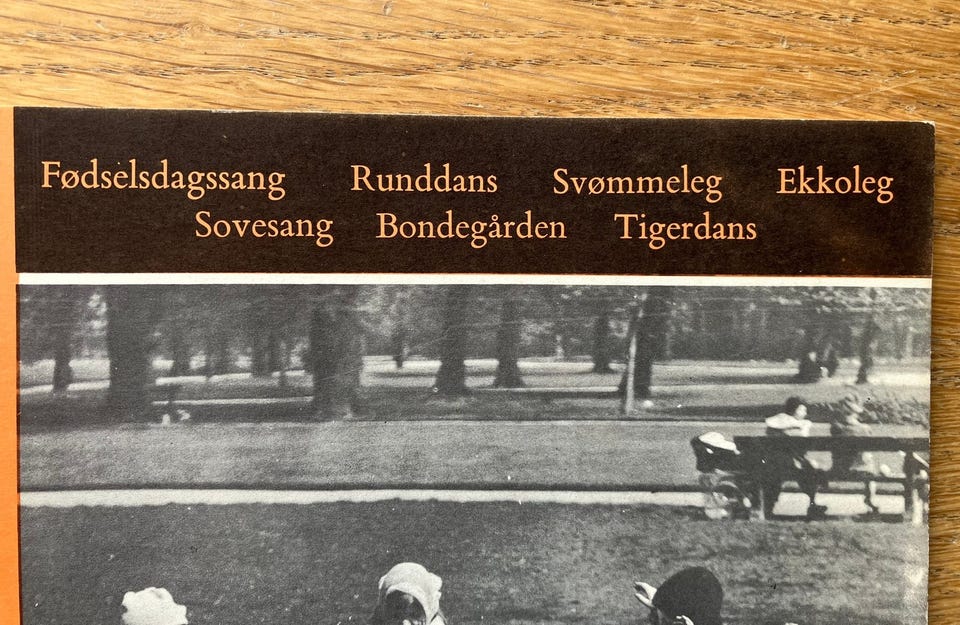 Fødselsdagssang Runddans Svømmeleg Ekkoleg
Sovesang Bondegården Tigerdans